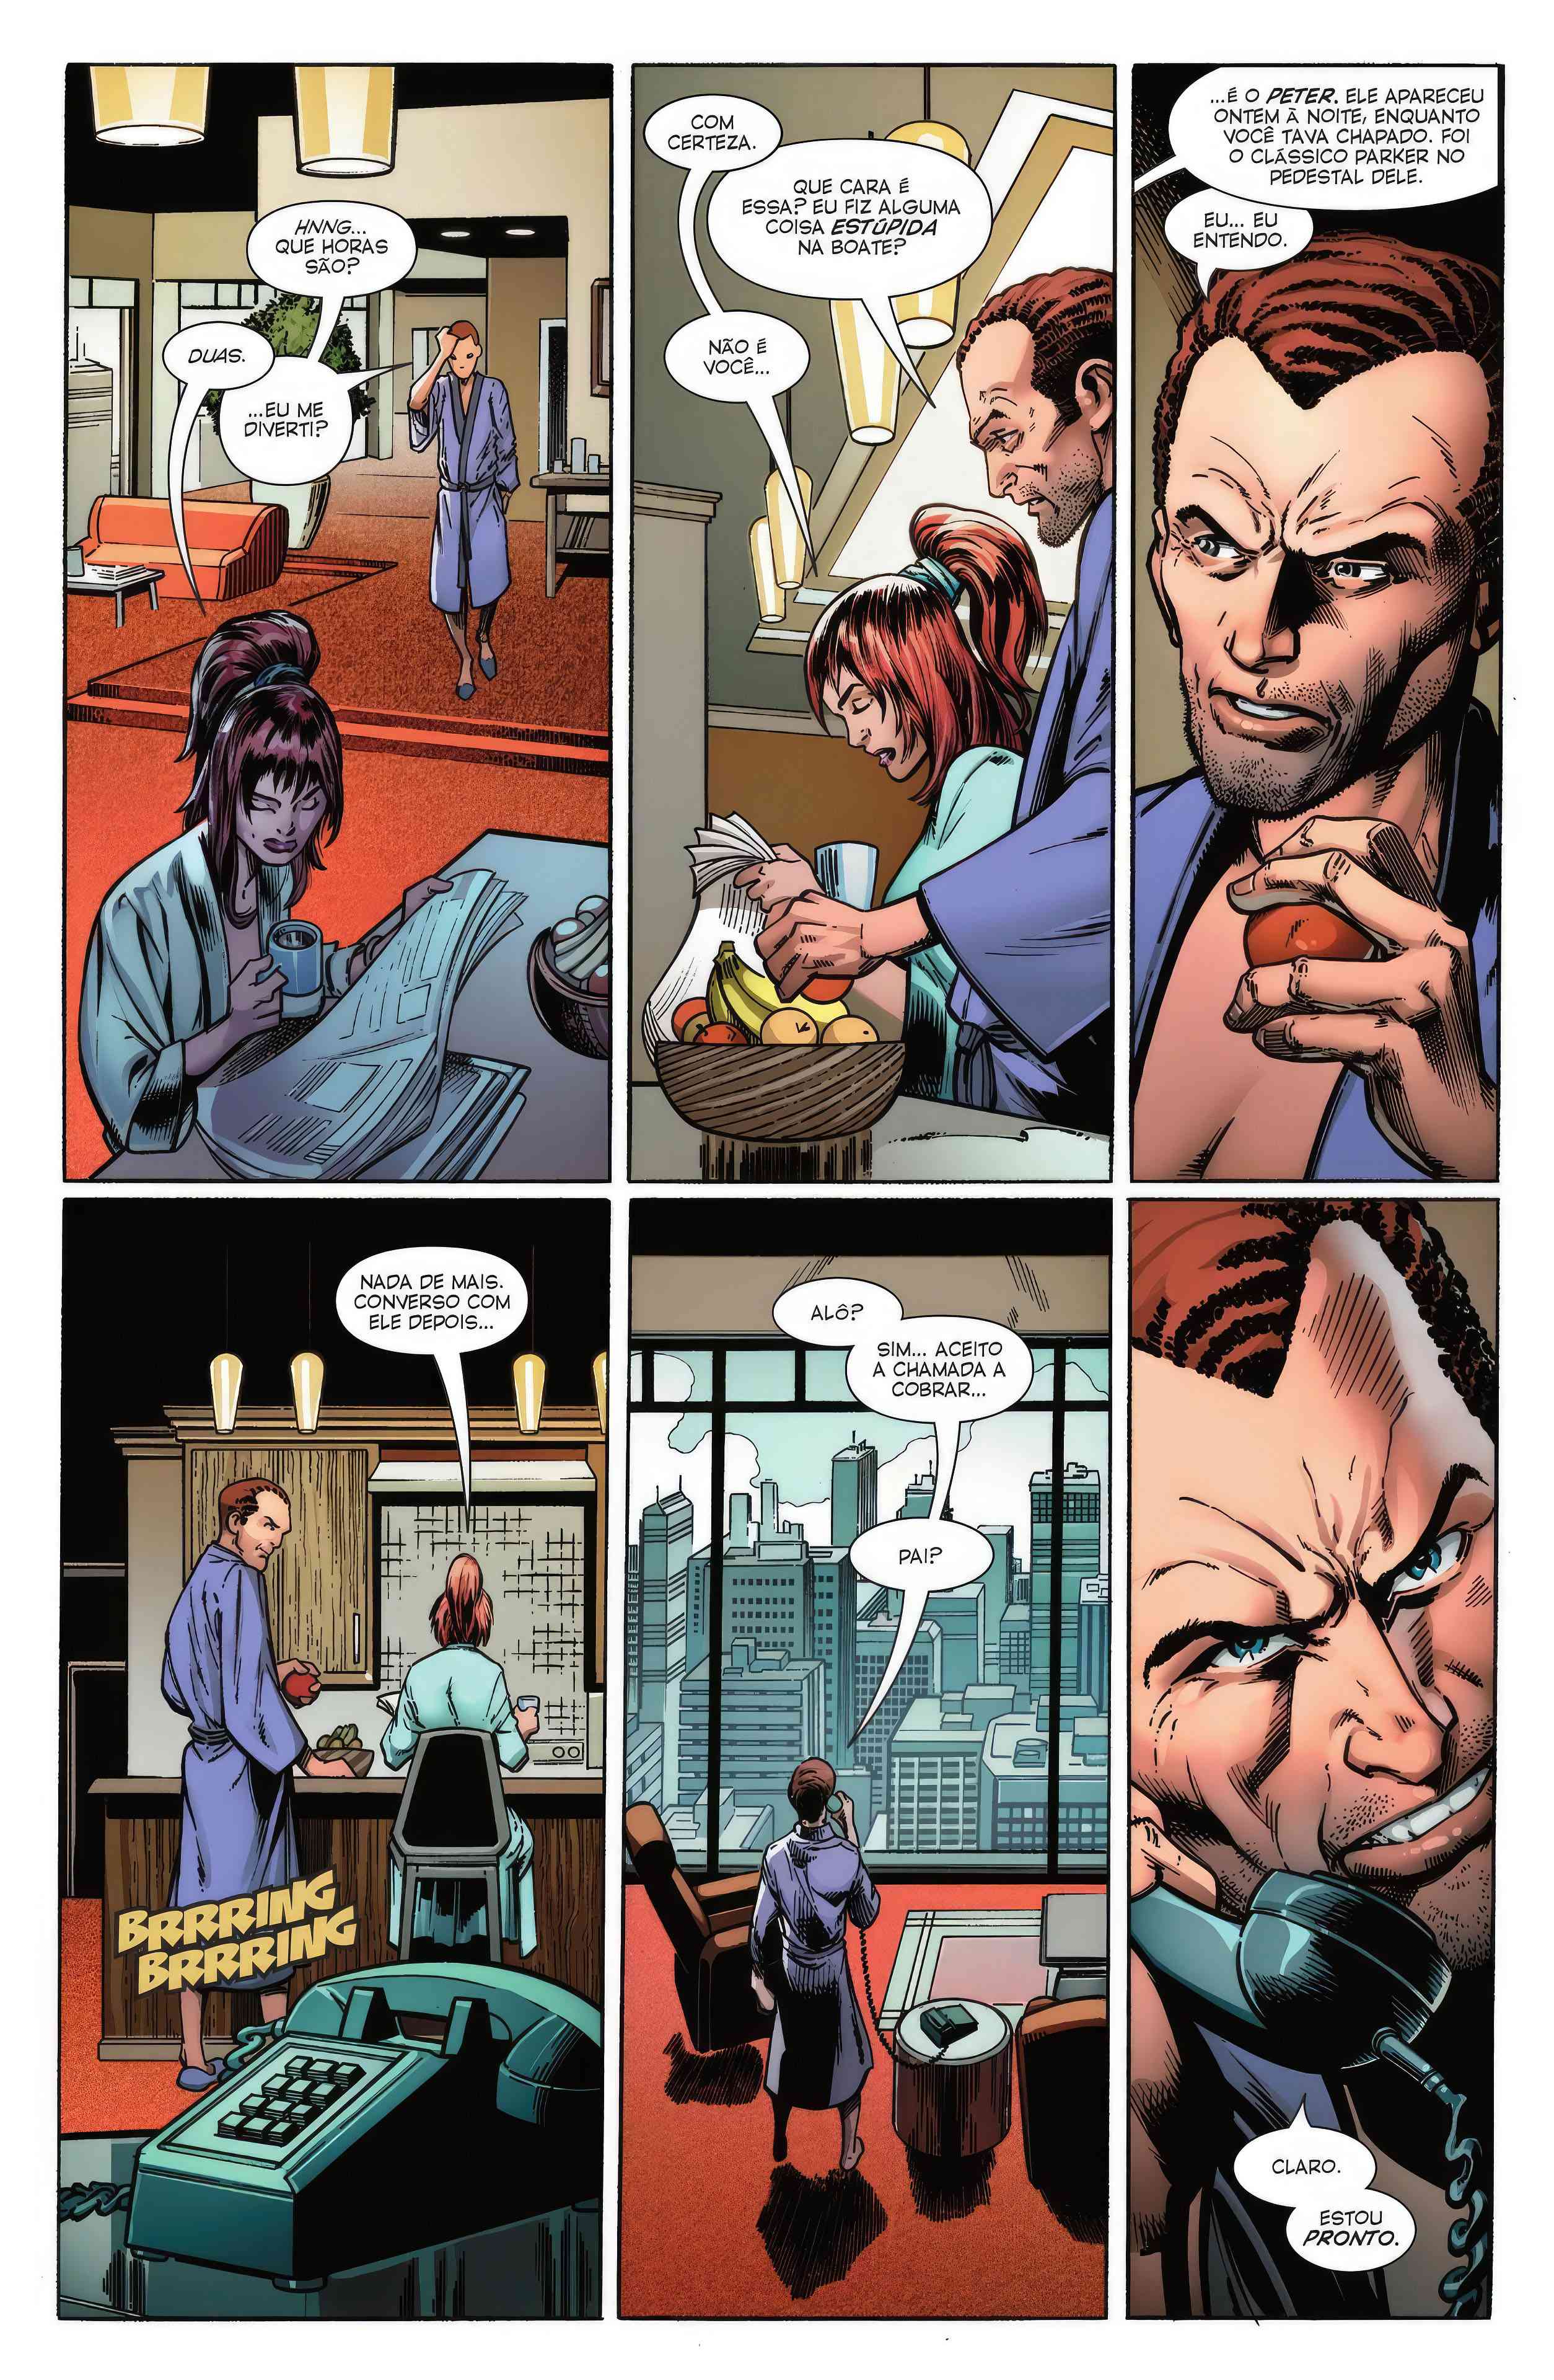 HNNG...
QUE HORAS
SÃO?
DUAS.
...EU ME
DIVERTI?
COM
CERTEZA.
QUE CARA É
ESSA? EU FIZ ALGUMA
COISA ESTÚPIDA
NA BOATE?
NÃO É
VOCÊ...
...É O PETER. ELE APARECEU
ONTEM À NOITE, ENQUANTO
VOCÊ TAVA CHAPADO. FOI
O CLÁSSICO PARKER NO
PEDESTAL DELE.
EU... EU
ENTENDO.
NADA DE MAIS.
CONVERSO COM
ELE DEPOIS...
BRRRING
BRRRING
ALÔ?
SIM... ACEITO
A CHAMADA A
COBRAR...
PAI?
CLARO.
ESTOU
PRONTO.